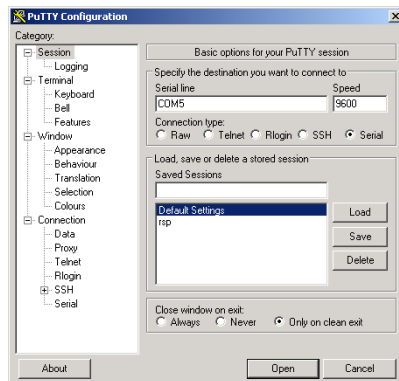 PuTTY Configuration
Category:
Session
Logging
Terminal
Keyboard
Bell
Features
Window
Appearance
Behaviour
Translation
Selection
Colours
Connection
Data
Proxy
Telnet
Rlogin
SSH
Serial
Basic options for your PuTTY session
Specify the destination you want to connect to
Serial line Speed
COM5 9600
Connection type:
Raw Telnet Rlogin SSH Serial
Load, save or delete a stored session
Saved Sessions
Default Settings
rsp
Load
Save
Delete
Close window on exit:
Always Never Only on clean exit
About Open Cancel